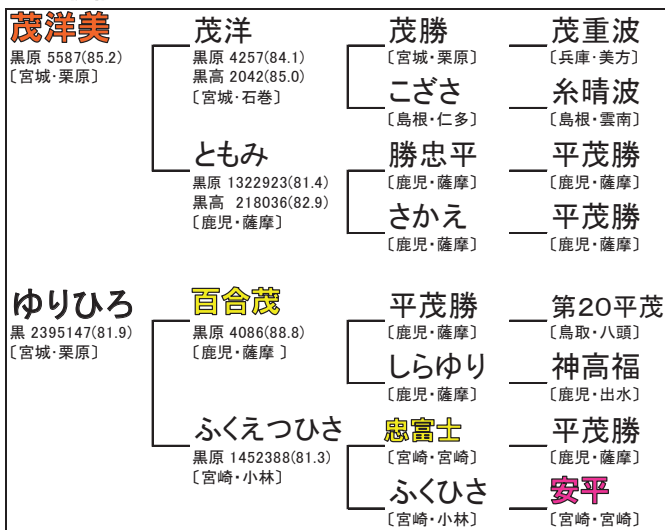 茂洋美
黒原 5587(85.2)
〔宮城・栗原〕
茂洋
黒原 4257(84.1)
黒高 2042(85.0)
〔宮城・石巻〕
茂勝
〔宮城・栗原〕
茂重波
〔兵庫・美方〕
こざさ
〔島根・仁多〕
糸晴波
〔島根・雲南〕
ともみ
黒原 1322923(81.4)
黒高 218036(82.9)
〔鹿児・薩摩〕
勝忠平
〔鹿児・薩摩〕
平茂勝
〔鹿児・薩摩〕
さかえ
〔鹿児・薩摩〕
平茂勝
〔鹿児・薩摩〕
ゆりひろ
黒 2395147(81.9)
〔宮城・栗原〕
百合茂
黒原 4086(88.8)
〔鹿児・薩摩 〕
平茂勝
〔鹿児・薩摩〕
第20平茂
〔鳥取・八頭〕
しらゆり
〔鹿児・薩摩〕
神高福
〔鹿児・出水〕
ふくえつひさ
黒原 1452388(81.3)
〔宮崎・小林〕
忠富士
〔宮崎・宮崎〕
平茂勝
〔鹿児・薩摩〕
ふくひさ
〔宮崎・小林〕
安平
〔宮崎・宮崎〕